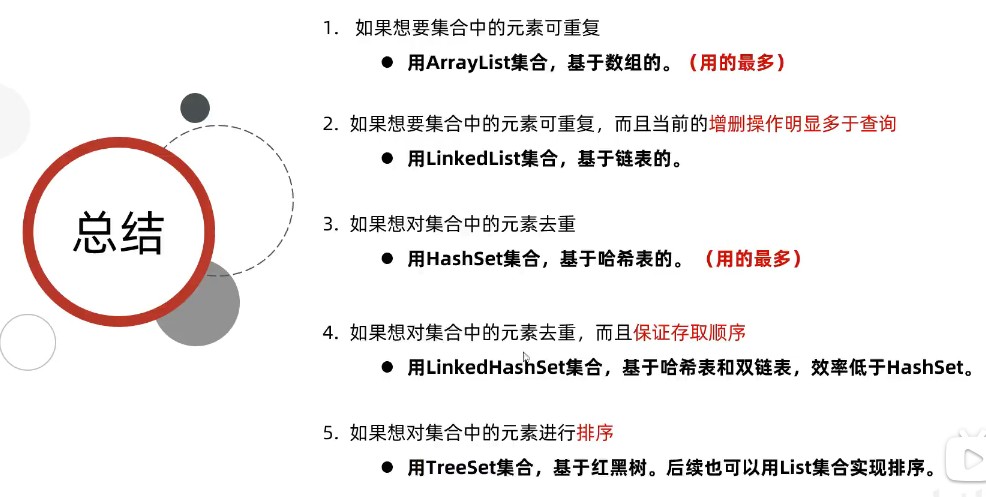 总结
1. 如果想要集合中的元素可重复
● 用ArrayList集合，基于数组的。（用的最多）
2. 如果想要集合中的元素可重复，而且当前的增删操作明显多于查询
● 用LinkedList集合，基于链表的。
3. 如果想对集合中的元素去重
● 用HashSet集合，基于哈希表的。（用的最多）
4. 如果想对集合中的元素去重，而且保证存取顺序
● 用LinkedHashSet集合，基于哈希表和双链表，效率低于HashSet。
5. 如果想对集合中的元素进行排序
● 用TreeSet集合，基于红黑树。后续也可以用List集合实现排序。